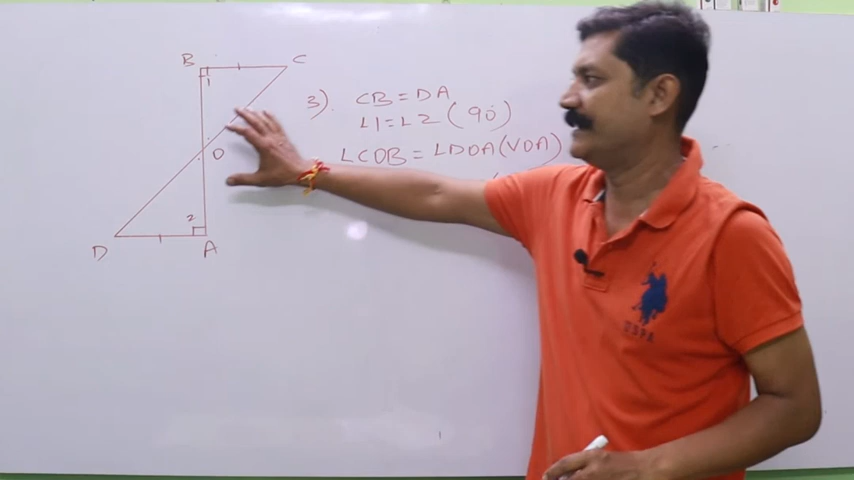 B
C
1
3). CB = DA
∠1 = ∠2 (90°)
O
∠COB = ∠DOA (VOA)
2
D
A
USPA